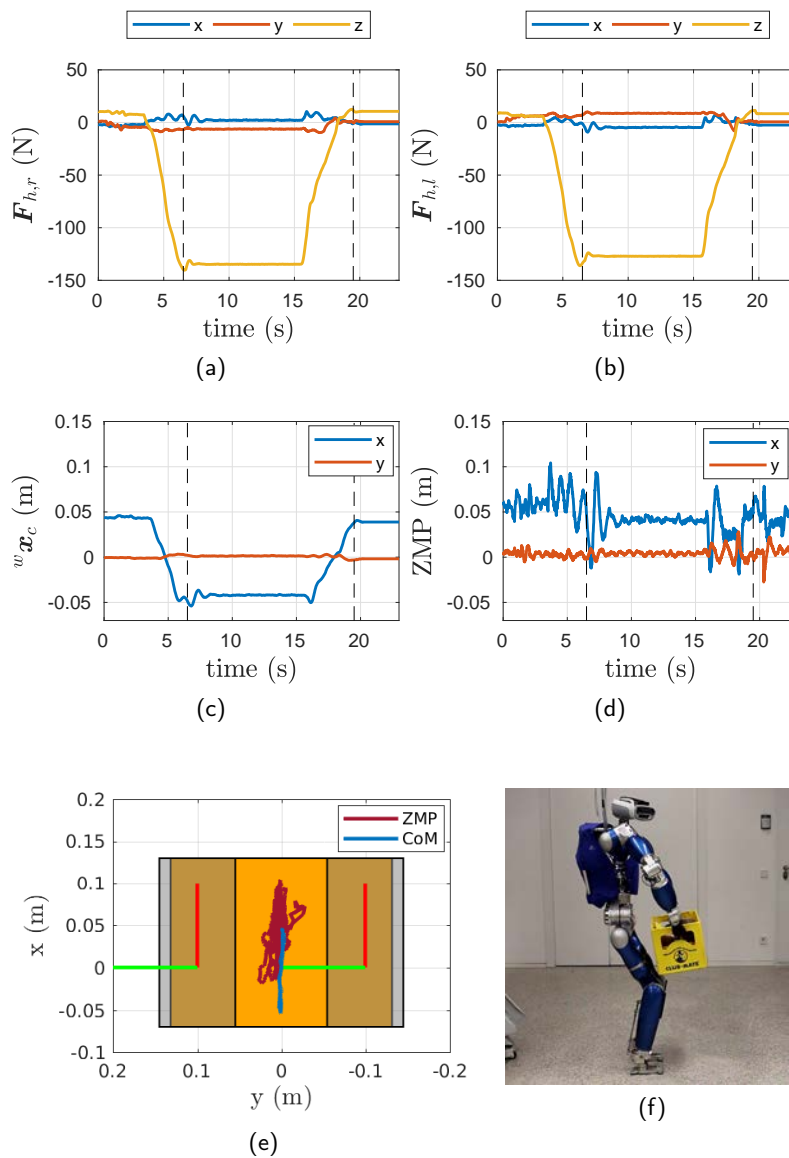 x y z
x y z
50
0
-50
-100
-150
F h,r (N)
0 5 10 15 20
time (s)
(a)
50
0
-50
-100
-150
F h,l (N)
0 5 10 15 20
time (s)
(b)
0.15
0.1
0.05
0
-0.05
w x c (m)
x
y
0 5 10 15 20
time (s)
(c)
0.15
0.1
0.05
0
-0.05
ZMP (m)
x
y
0 5 10 15 20
time (s)
(d)
0.2
0.15
0.1
0.05
0
-0.05
-0.1
x (m)
ZMP
CoM
0.2 0.1 0 -0.1 -0.2
y (m)
(e)
CLUB-MATE
(f)